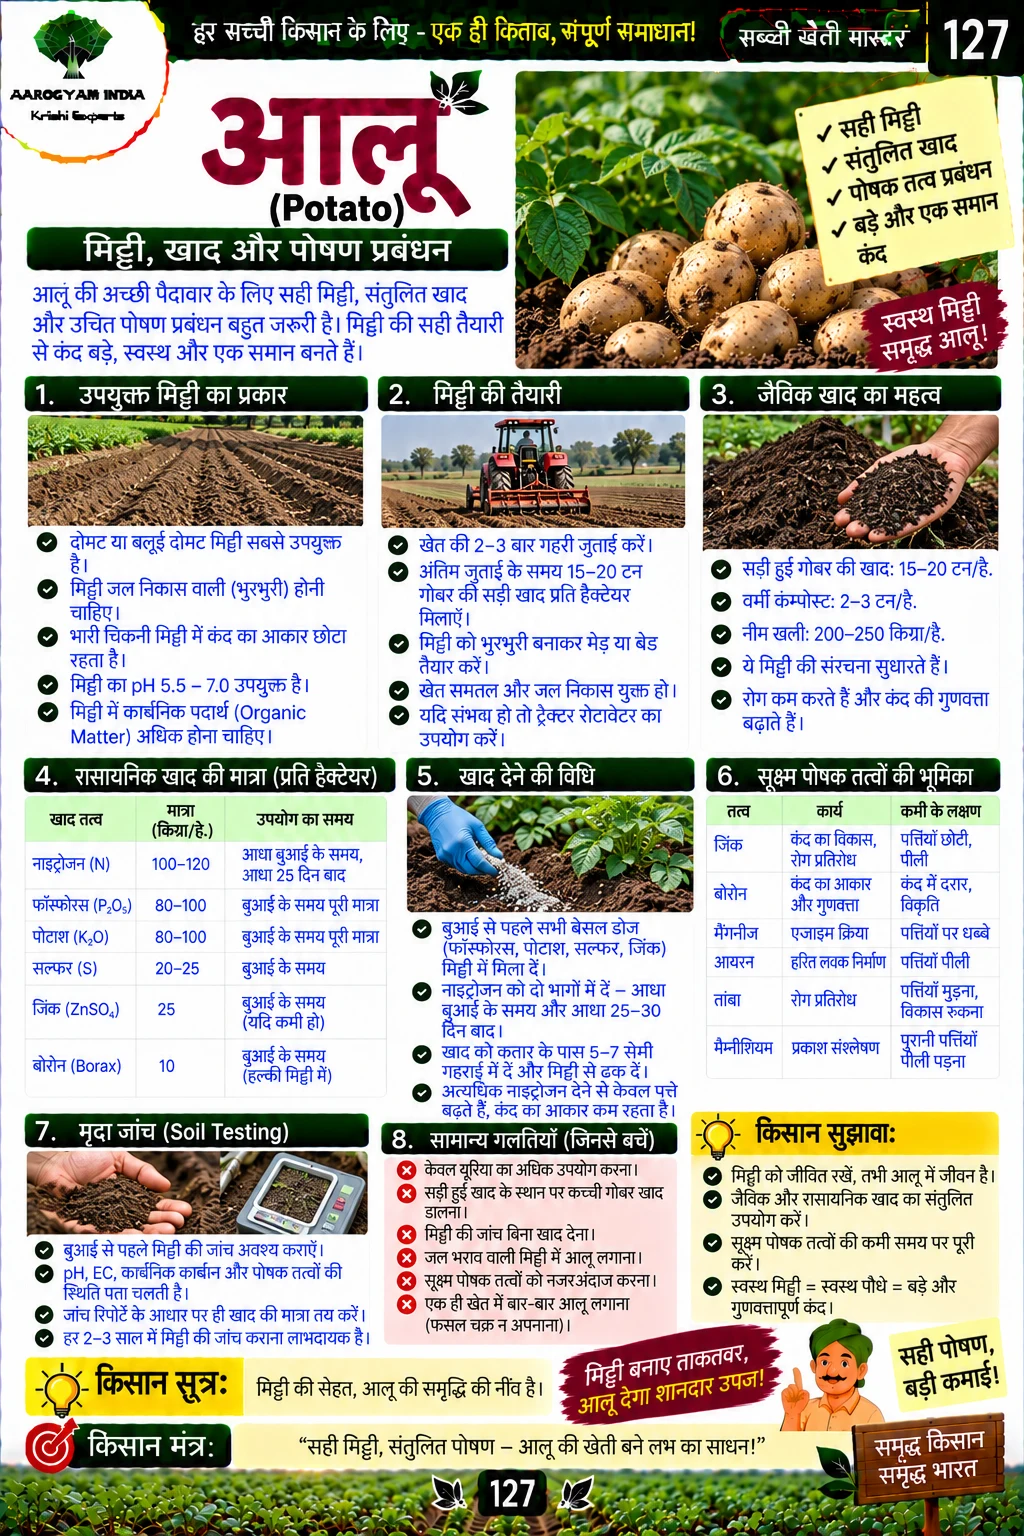 हर सच्ची किसान के लिए - एक ही किताब, संपूर्ण समाधान!
सब्जी खेती मास्टर
127
AAROGYAM INDIA
Krishi Experts
आलू
(Potato)
मिट्टी, खाद और पोषण प्रबंधन
आलू की अच्छी पैदावार के लिए सही मिट्टी, संतुलित खाद
और उचित पोषण प्रबंधन बहुत जरूरी है। मिट्टी की सही तैयारी
से कंद बड़े, स्वस्थ और एक समान बनते हैं।
✓ सही मिट्टी
✓ संतुलित खाद
✓ पोषक तत्व प्रबंधन
✓ बड़े और एक समान
कंद
स्वस्थ मिट्टी
समृद्ध आलू!
1. उपयुक्त मिट्टी का प्रकार
दोमट या बलूई दोमट मिट्टी सबसे उपयुक्त
है।
मिट्टी जल निकास वाली (भुरभुरी) होनी
चाहिए।
भारी चिकनी मिट्टी में कंद का आकार छोटा
रहता है।
मिट्टी का pH 5.5 – 7.0 उपयुक्त है।
मिट्टी में कार्बनिक पदार्थ (Organic
Matter) अधिक होना चाहिए।
2. मिट्टी की तैयारी
खेत की 2–3 बार गहरी जुताई करें।
अंतिम जुताई के समय 15–20 टन
गोबर की सड़ी खाद प्रति हैक्टेयर
मिलाएँ।
मिट्टी को भुरभुरी बनाकर मेड़ या बेड
तैयार करें।
खेत समतल और जल निकास युक्त हो।
यदि संभव हो तो ट्रेक्टर रोटावेटर का
उपयोग करें।
3. जैविक खाद का महत्व
सड़ी हुई गोबर की खाद: 15–20 टन/है.
वर्मी कंम्पोस्ट: 2–3 टन/है.
नीम खली: 200–250 किग्रा/है.
ये मिट्टी की संरचना सुधारते हैं।
रोग कम करते हैं और कंद की गुणवत्ता
बढ़ाते हैं।
4. रासायनिक खाद की मात्रा (प्रति हैक्टेयर)
खाद तत्व मात्रा (किग्रा/हे.) उपयोग का समय
नाइट्रोजन (N) 100–120 आधा बुआई के समय,
आधा 25 दिन बाद
फॉस्फोरस (P₂O₅) 80–100 बुआई के समय पूरी मात्रा
पोटाश (K₂O) 80–100 बुआई के समय पूरी मात्रा
सल्फर (S) 20–25 बुआई के समय
जिंक (ZnSO₄) 25 बुआई के समय
(यदि कमी हो)
बोरोन (Borax) 10 बुआई के समय
(हल्की मिट्टी में)
5. खाद देने की विधि
बुआई से पहले सभी बेसल डोज
(फॉस्फोरस, पोटाश, सल्फर, जिंक)
मिट्टी में मिला दें।
नाइट्रोजन को दो भागों में दें – आधा
बुआई के समय और आधा 25–30
दिन बाद।
खाद को कतार के पास 5–7 सेमी
गहराई में दें और मिट्टी से ढक दें।
अत्यधिक नाइट्रोजन देने से केवल पत्ते
बढ़ते हैं, कंद का आकार कम रहता है।
6. सूक्ष्म पोषक तत्वों की भूमिका
तत्व कार्य कमी के लक्षण
जिंक कंद का विकास, पत्तियाँ छोटी,
रोग प्रतिरोध पीली
बोरोन कंद का आकार कंद में दरार,
और गुणवत्ता विकृति
मैंगनीज एजाइम क्रिया पत्तियों पर धब्बे
आयरन हरित लवक निर्माण पत्तियाँ पीली
तांबा रोग प्रतिरोध पत्तियाँ मुड़ना,
विकास रुकना
मैग्नीशियम प्रकाश संश्लेषण पुरानी पत्तियाँ
पीली पड़ना
7. मृदा जांच (Soil Testing)
बुआई से पहले मिट्टी की जांच अवश्य कराएँ।
pH, EC, कार्बनिक कार्बान और पोषक तत्वों की
स्थिति पता चलती है।
जांच रिपोर्ट के आधार पर ही खाद की मात्रा तय करें।
हर 2–3 साल में मिट्टी की जांच कराना लाभदायक है।
8. सामान्य गलतियाँ (जिनसे बचें)
केवल यूरिया का अधिक उपयोग करना।
सड़ी हुई खाद के स्थान पर कच्ची गोबर खाद
डालना।
मिट्टी की जांच बिना खाद देना।
जल भराव वाली मिट्टी में आलू लगाना।
सूक्ष्म पोषक तत्वों को नजरअंदाज करना।
एक ही खेत में बार-बार आलू लगाना
(फसल चक्र न अपनाना)।
किसान सुझावा:
मिट्टी को जीवित रखें, तभी आलू में जीवन है।
जैविक और रासायनिक खाद का संतुलित
उपयोग करें।
सूक्ष्म पोषक तत्वों की कमी समय पर पूरी
करें।
स्वस्थ मिट्टी = स्वस्थ पौधे = बड़े और
गुणवत्तापूर्ण कंद।
किसान सूत्र: मिट्टी की सेहत, आलू की समृद्धि की नींव है।
मिट्टी बनाए ताकतवर,
आलू देगा शानदार उपज!
सही पोषण,
बड़ी कमाई!
किसान मंत्र: “सही मिट्टी, संतुलित पोषण – आलू की खेती बने लभ का साधन!”
समृद्ध किसान
समृद्ध भारत
127